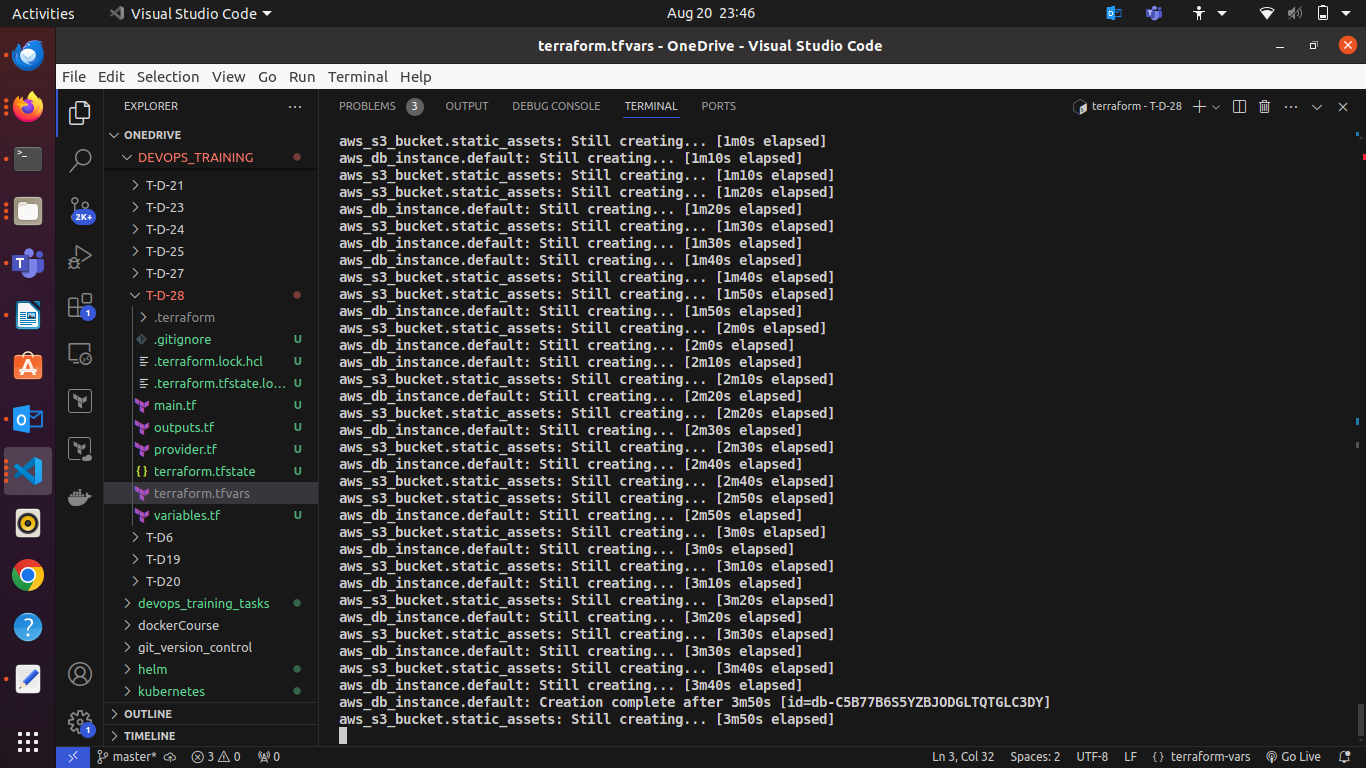 Activities
Visual Studio Code
Aug 20 23:46
terraform.tfvars - OneDrive - Visual Studio Code
File Edit Selection View Go Run Terminal Help
EXPLORER
PROBLEMS 3 OUTPUT DEBUG CONSOLE TERMINAL PORTS
terraform - T-D-28
ONEDRIVE
DEVOPS_TRAINING
T-D-21
T-D-23
T-D-24
T-D-25
T-D-27
T-D-28
.terraform
.gitignore U
.terraform.lock.hcl U
.terraform.tfstate.lo... U
main.tf U
outputs.tf U
provider.tf U
terraform.tfstate U
terraform.tfvars
variables.tf U
T-D6
T-D19
T-D20
devops_training_tasks
dockerCourse
git_version_control
helm
kubernetes
OUTLINE
TIMELINE
2K+
1
1
aws_s3_bucket.static_assets: Still creating... [1m0s elapsed]
aws_db_instance.default: Still creating... [1m10s elapsed]
aws_s3_bucket.static_assets: Still creating... [1m10s elapsed]
aws_s3_bucket.static_assets: Still creating... [1m20s elapsed]
aws_db_instance.default: Still creating... [1m20s elapsed]
aws_s3_bucket.static_assets: Still creating... [1m30s elapsed]
aws_db_instance.default: Still creating... [1m30s elapsed]
aws_db_instance.default: Still creating... [1m40s elapsed]
aws_s3_bucket.static_assets: Still creating... [1m40s elapsed]
aws_s3_bucket.static_assets: Still creating... [1m50s elapsed]
aws_db_instance.default: Still creating... [1m50s elapsed]
aws_s3_bucket.static_assets: Still creating... [2m0s elapsed]
aws_db_instance.default: Still creating... [2m0s elapsed]
aws_db_instance.default: Still creating... [2m10s elapsed]
aws_s3_bucket.static_assets: Still creating... [2m10s elapsed]
aws_db_instance.default: Still creating... [2m20s elapsed]
aws_s3_bucket.static_assets: Still creating... [2m20s elapsed]
aws_db_instance.default: Still creating... [2m30s elapsed]
aws_s3_bucket.static_assets: Still creating... [2m30s elapsed]
aws_db_instance.default: Still creating... [2m40s elapsed]
aws_s3_bucket.static_assets: Still creating... [2m40s elapsed]
aws_s3_bucket.static_assets: Still creating... [2m50s elapsed]
aws_db_instance.default: Still creating... [2m50s elapsed]
aws_s3_bucket.static_assets: Still creating... [3m0s elapsed]
aws_db_instance.default: Still creating... [3m0s elapsed]
aws_s3_bucket.static_assets: Still creating... [3m10s elapsed]
aws_db_instance.default: Still creating... [3m10s elapsed]
aws_s3_bucket.static_assets: Still creating... [3m20s elapsed]
aws_db_instance.default: Still creating... [3m20s elapsed]
aws_s3_bucket.static_assets: Still creating... [3m30s elapsed]
aws_db_instance.default: Still creating... [3m30s elapsed]
aws_s3_bucket.static_assets: Still creating... [3m40s elapsed]
aws_db_instance.default: Still creating... [3m40s elapsed]
aws_db_instance.default: Creation complete after 3m50s [id=db-C5B77B6S5YZBJODGLTQTGLC3DY]
aws_s3_bucket.static_assets: Still creating... [3m50s elapsed]
master* 3 0 0
Ln 3, Col 32 Spaces: 2 UTF-8 LF { } terraform-vars Go Live